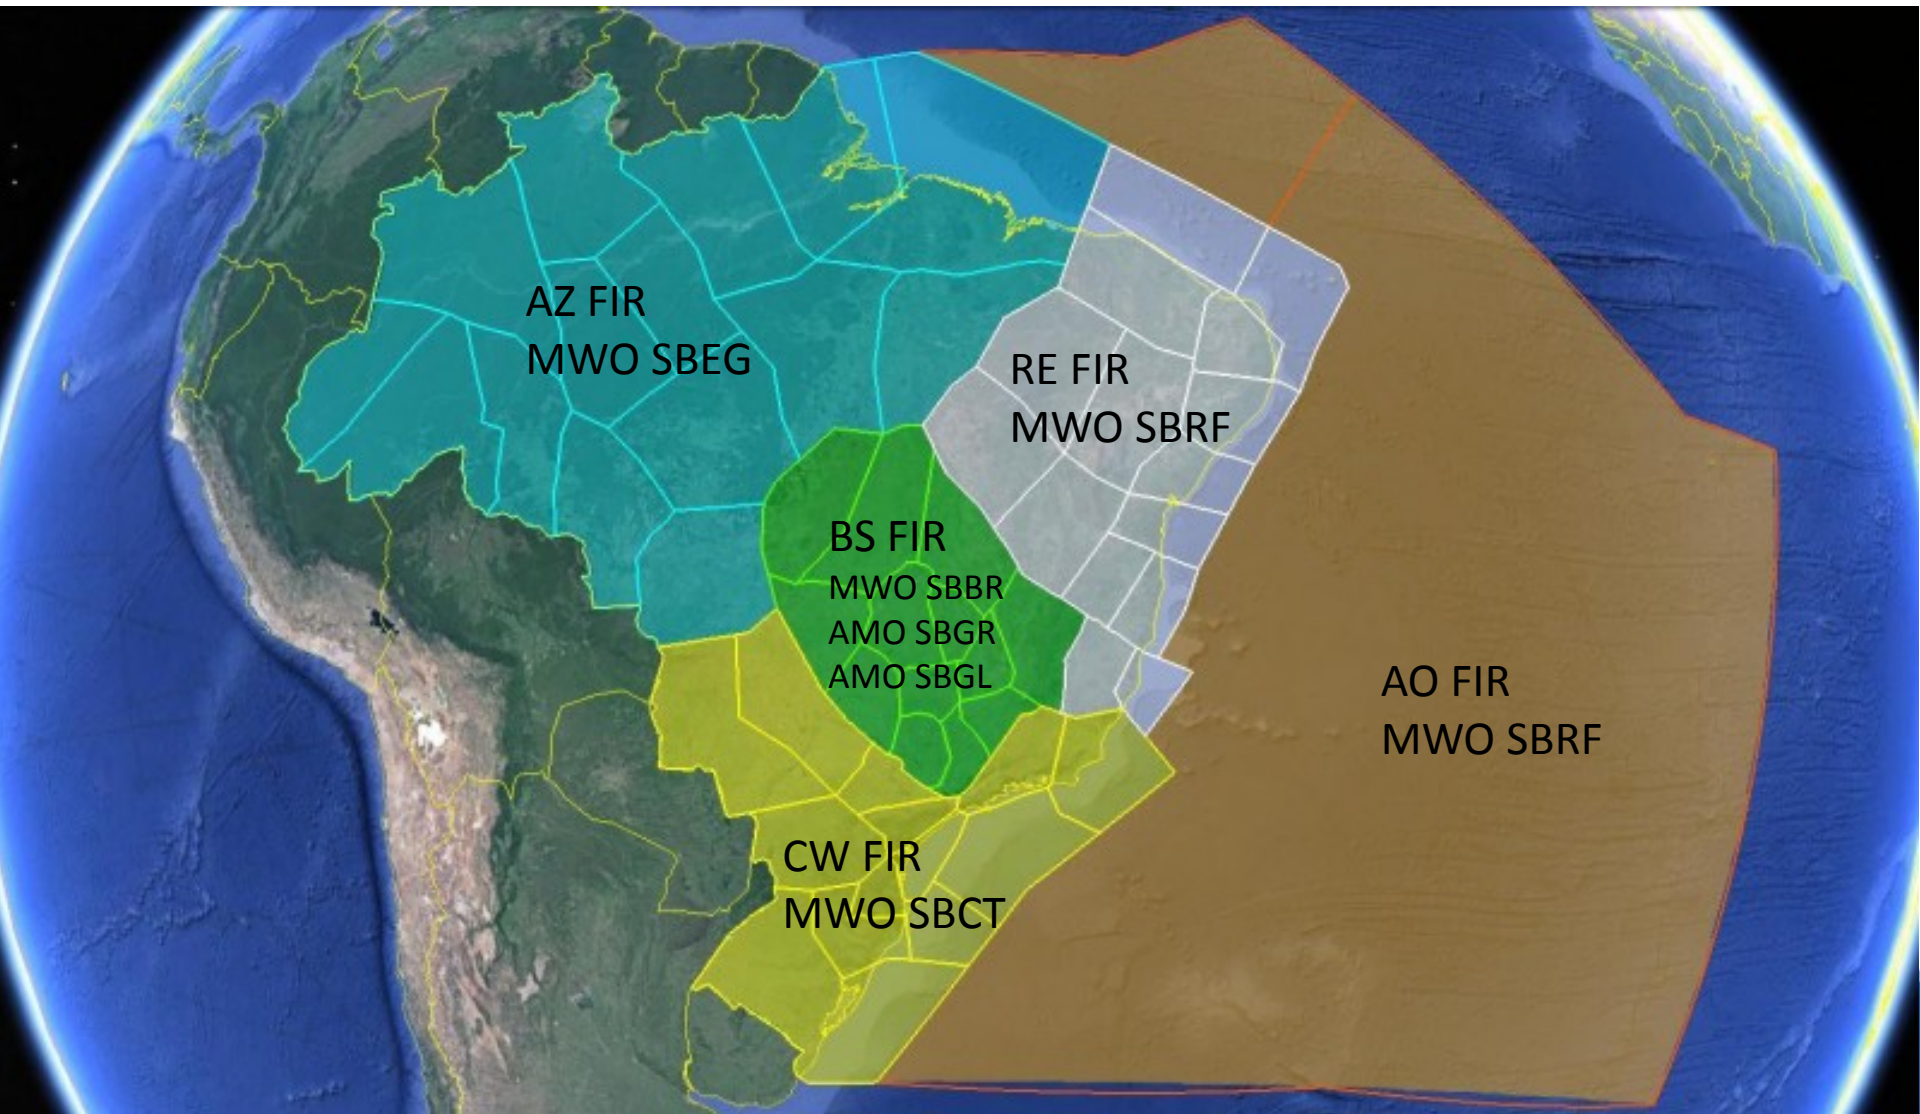 AZ FIR
MWO SBEG
RE FIR
MWO SBRF
BS FIR
MWO SBBR
AMO SBGR
AMO SBGL
AO FIR
MWO SBRF
CW FIR
MWO SBCT